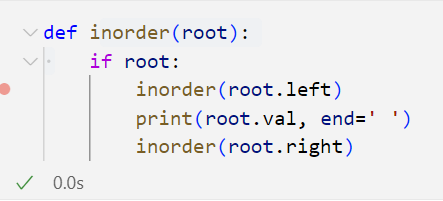 def inorder(root):
    if root:
        inorder(root.left)
        print(root.val, end=' ')
        inorder(root.right)
0.0s